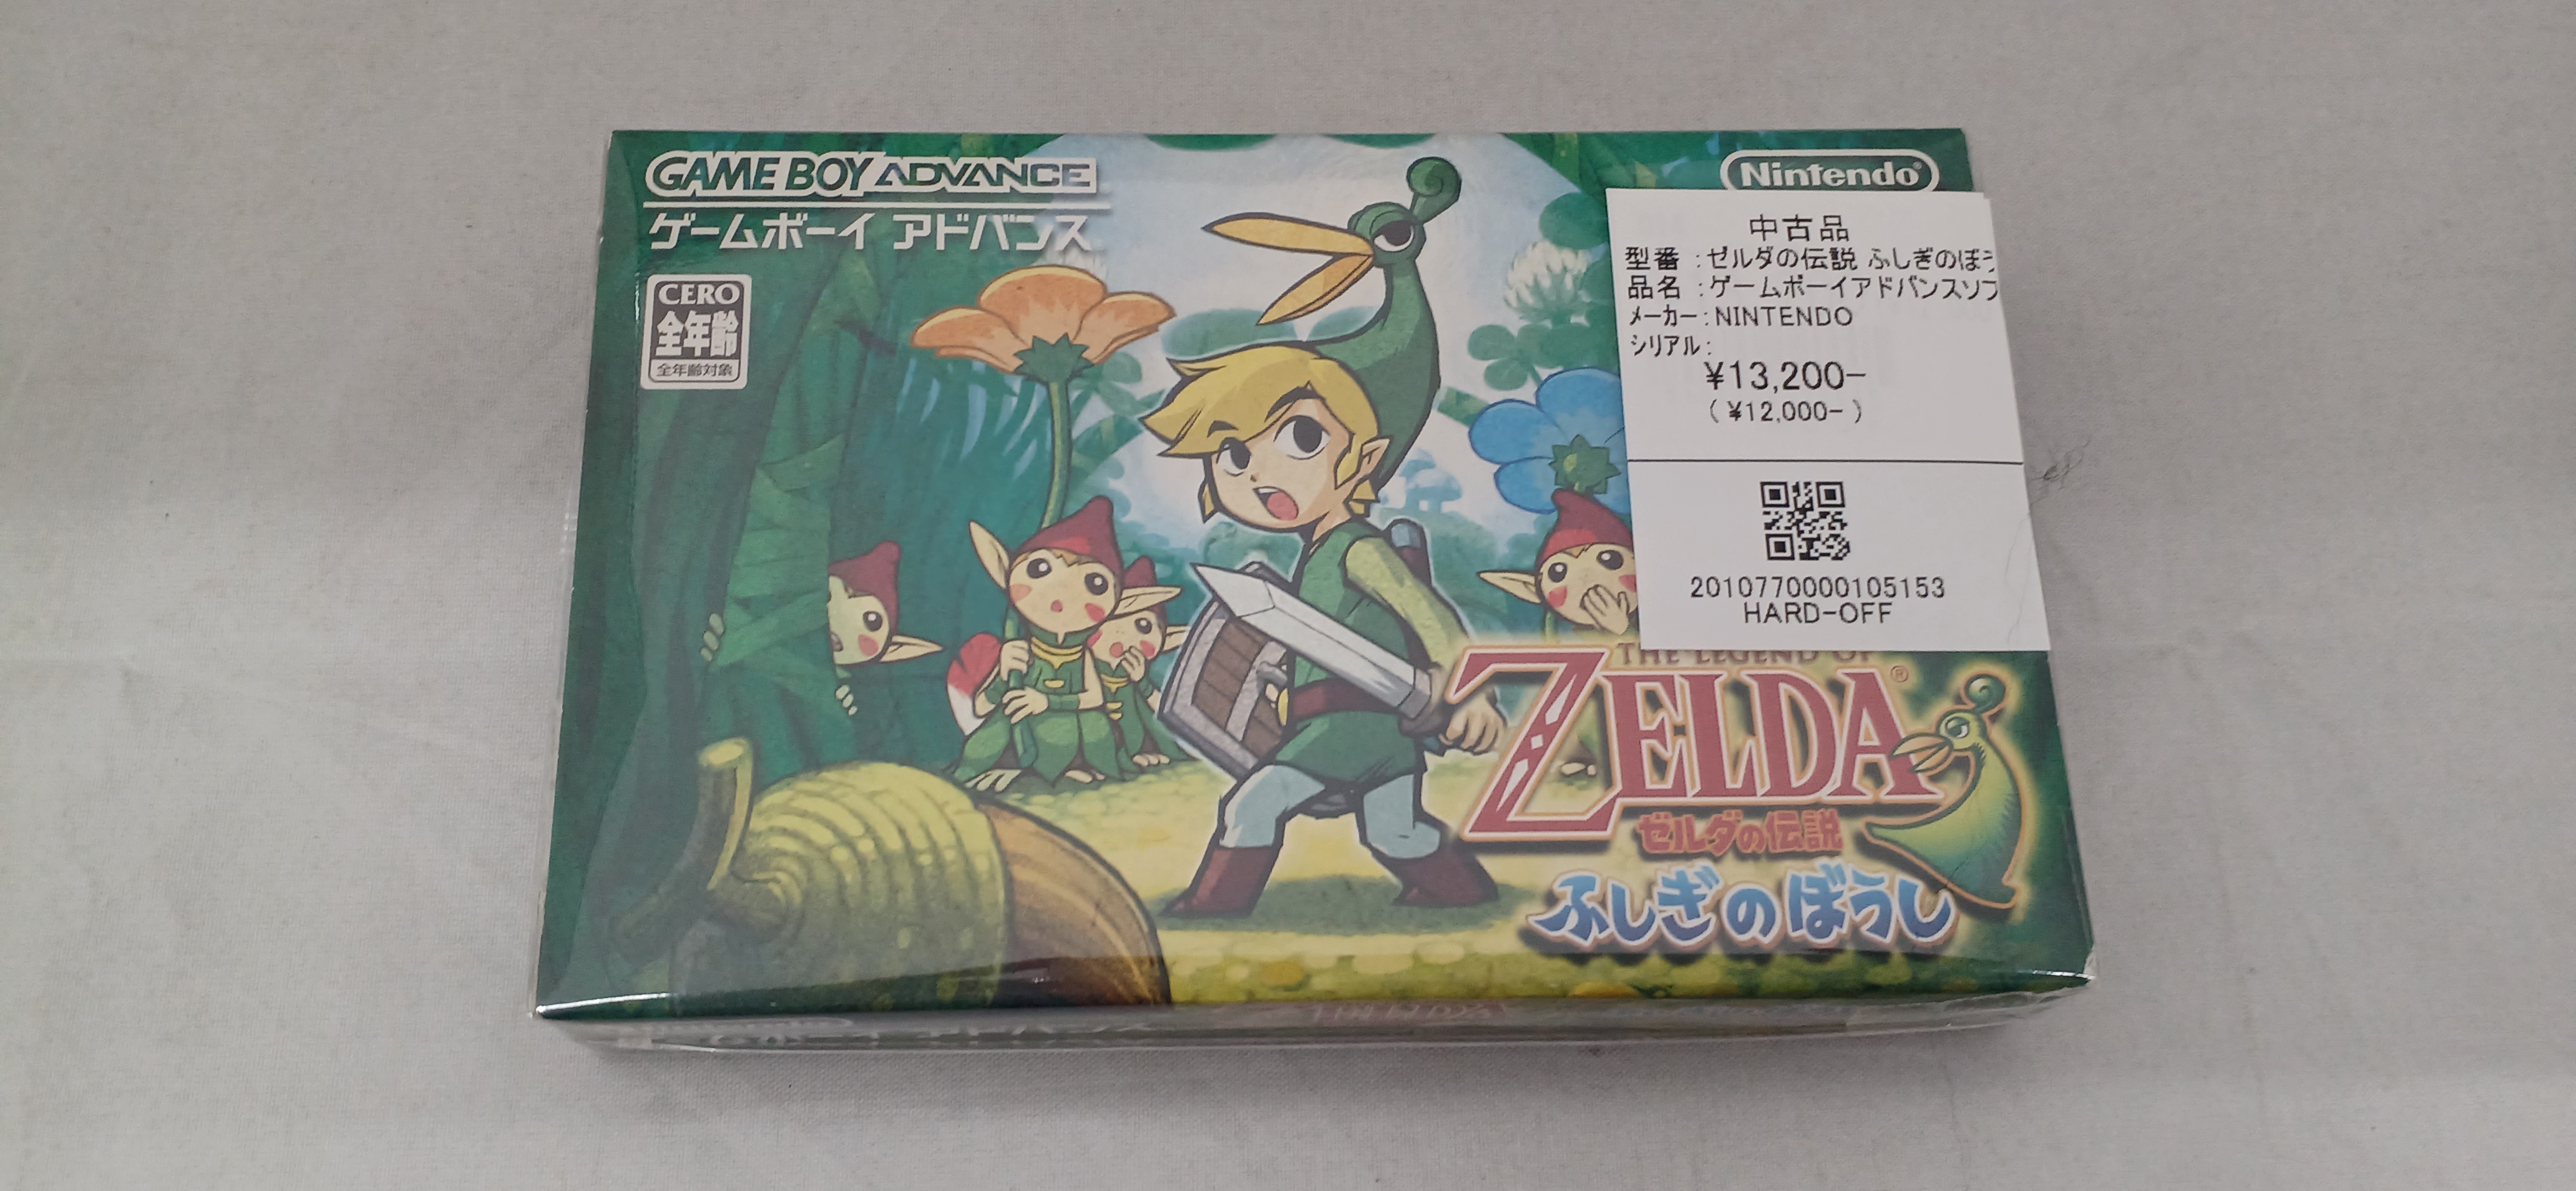 GAME BOY ADVANCE
ゲームボーイ アドバンス
CERO
全年齢
全年齢対象
Nintendo®
中古品
型番 :ゼルダの伝説 ふしぎのぼう
品名 :ゲームボーイアドバンスソフ
メーカー:NINTENDO
シリアル:
¥13,200-
(¥12,000-)
2010770000105153
HARD-OFF
THE LEGEND OF
ZELDA®
ゼルダの伝説
ふしぎのぼうし